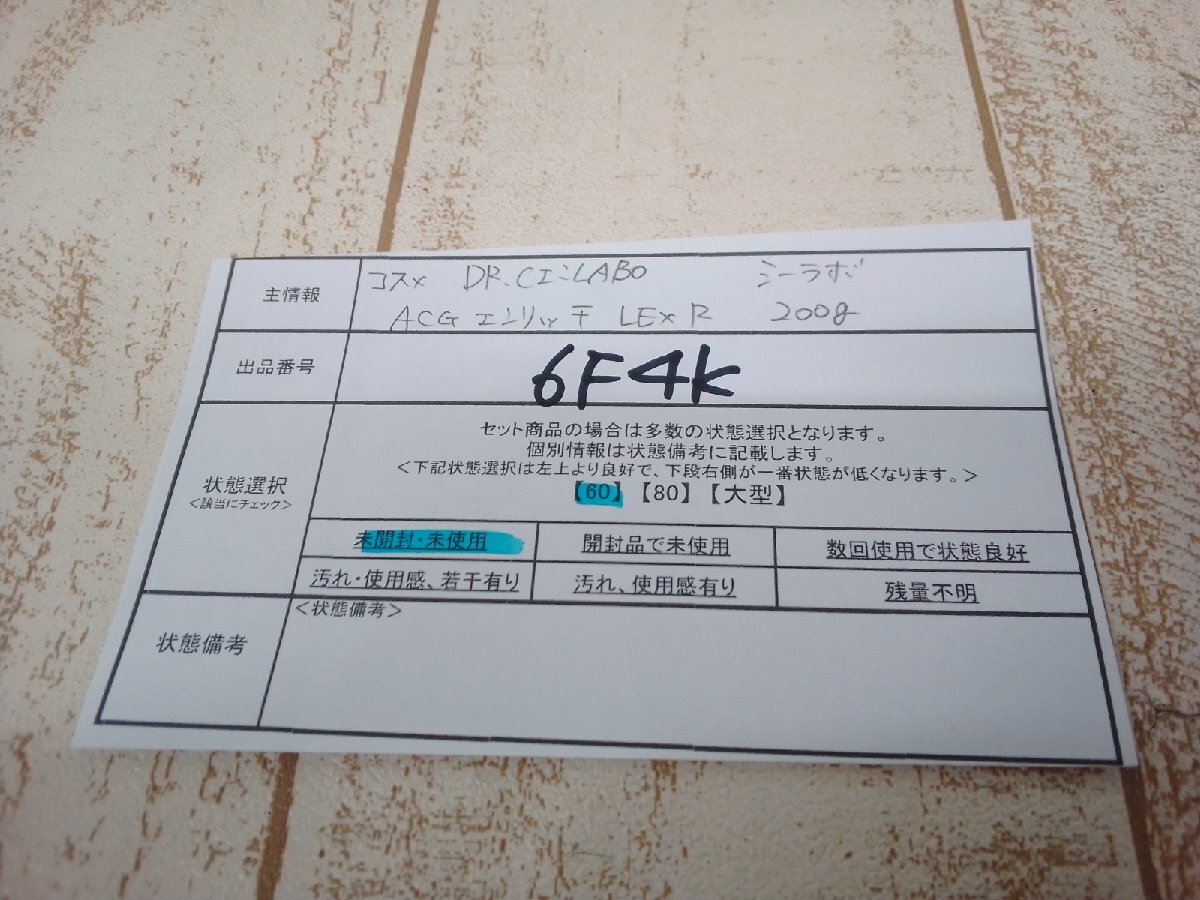 主情報
コスメ DR.CI:LABO シーラボ
ACG エンリッチ LEX R 200g
出品番号
6F4K
状態選択
<該当にチェック>
セット商品の場合は多数の状態選択となります。
個別情報は状態備考に記載します。
<下記状態選択は左上より良好で、下段右側が一番状態が低くなります。>
【60】【80】【大型】
未開封・未使用 開封品で未使用 数回使用で状態良好
汚れ・使用感、若干有り 汚れ、使用感有り 残量不明
状態備考
<状態備考>